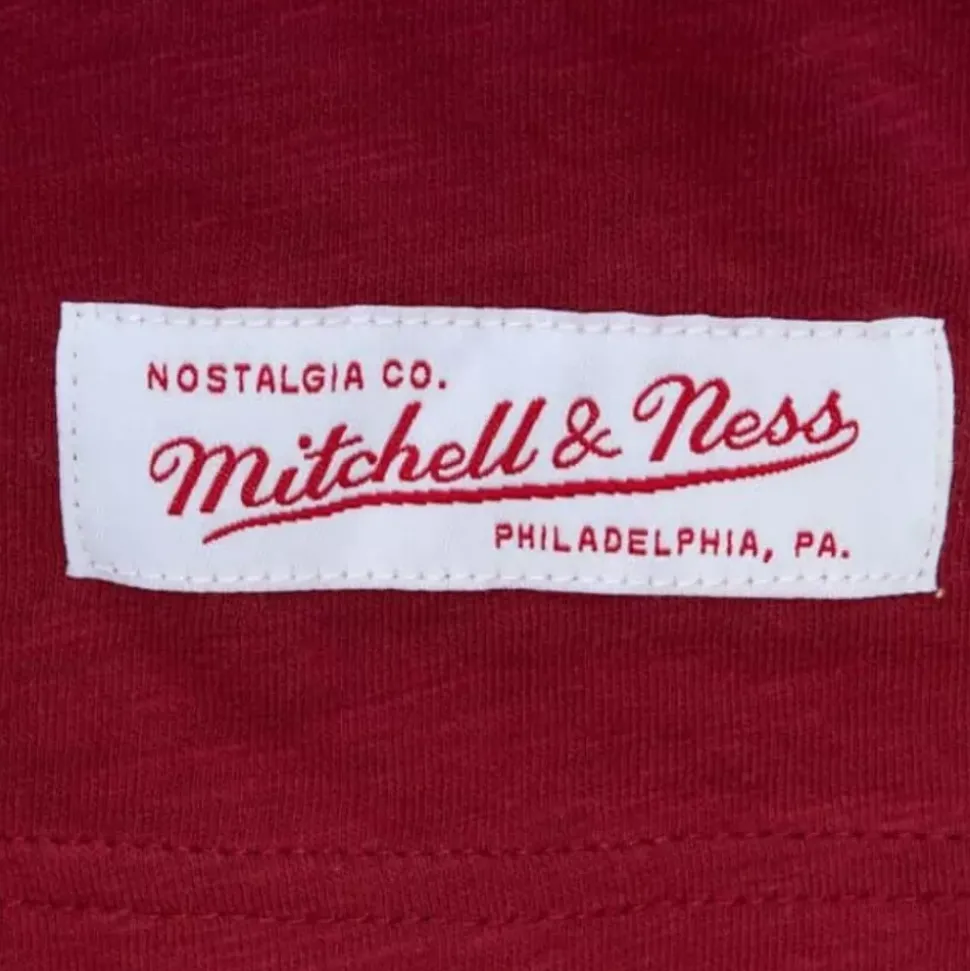 NOSTALGIA CO.
Mitchell & Ness
PHILADELPHIA, PA.